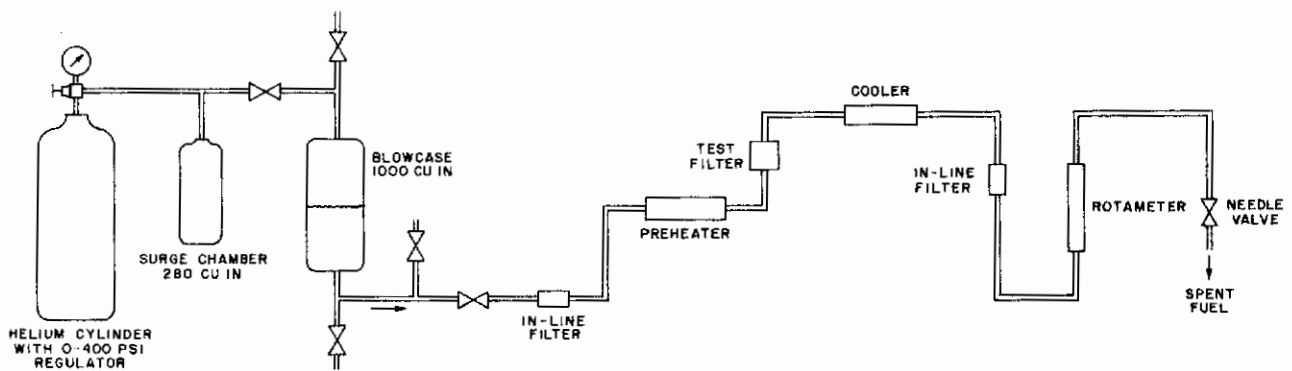 HELIUM CYLINDER
WITH 0-400 PSI
REGULATOR
SURGE CHAMBER
280 CU IN
BLOWCASE
1000 CU IN
IN-LINE
FILTER
PREHEATER
TEST
FILTER
COOLER
IN-LINE
FILTER
ROTAMETER
NEEDLE
VALVE
SPENT
FUEL